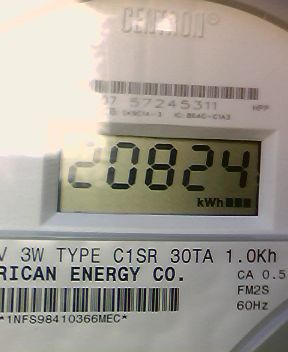 CENTRON®
57245311
20824
kWh
3W TYPE C1SR 30TA 1.0Kh
RICAN ENERGY CO.
CA 0.5
FM2S
60Hz
*1NFS98410366MEC*